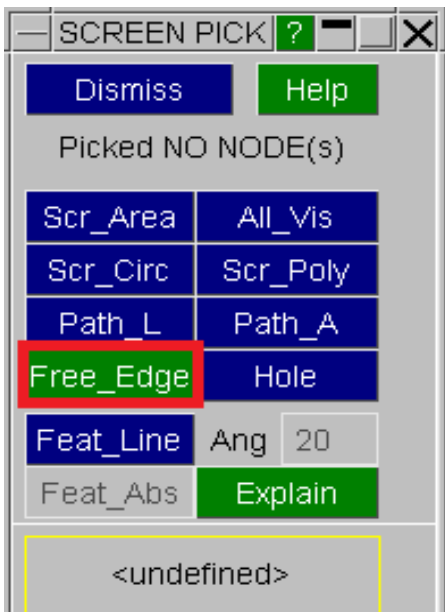 SCREEN PICK ?
Dismiss Help
Picked NO NODE(s)
Scr_Area All_Vis
Scr_Circ Scr_Poly
Path_L Path_A
Free_Edge Hole
Feat_Line Ang 20
Feat_Abs Explain
<undefined>